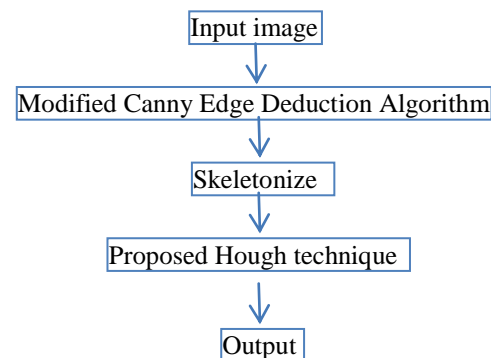 Input image
Modified Canny Edge Deduction Algorithm
Skeletonize
Proposed Hough technique
Output